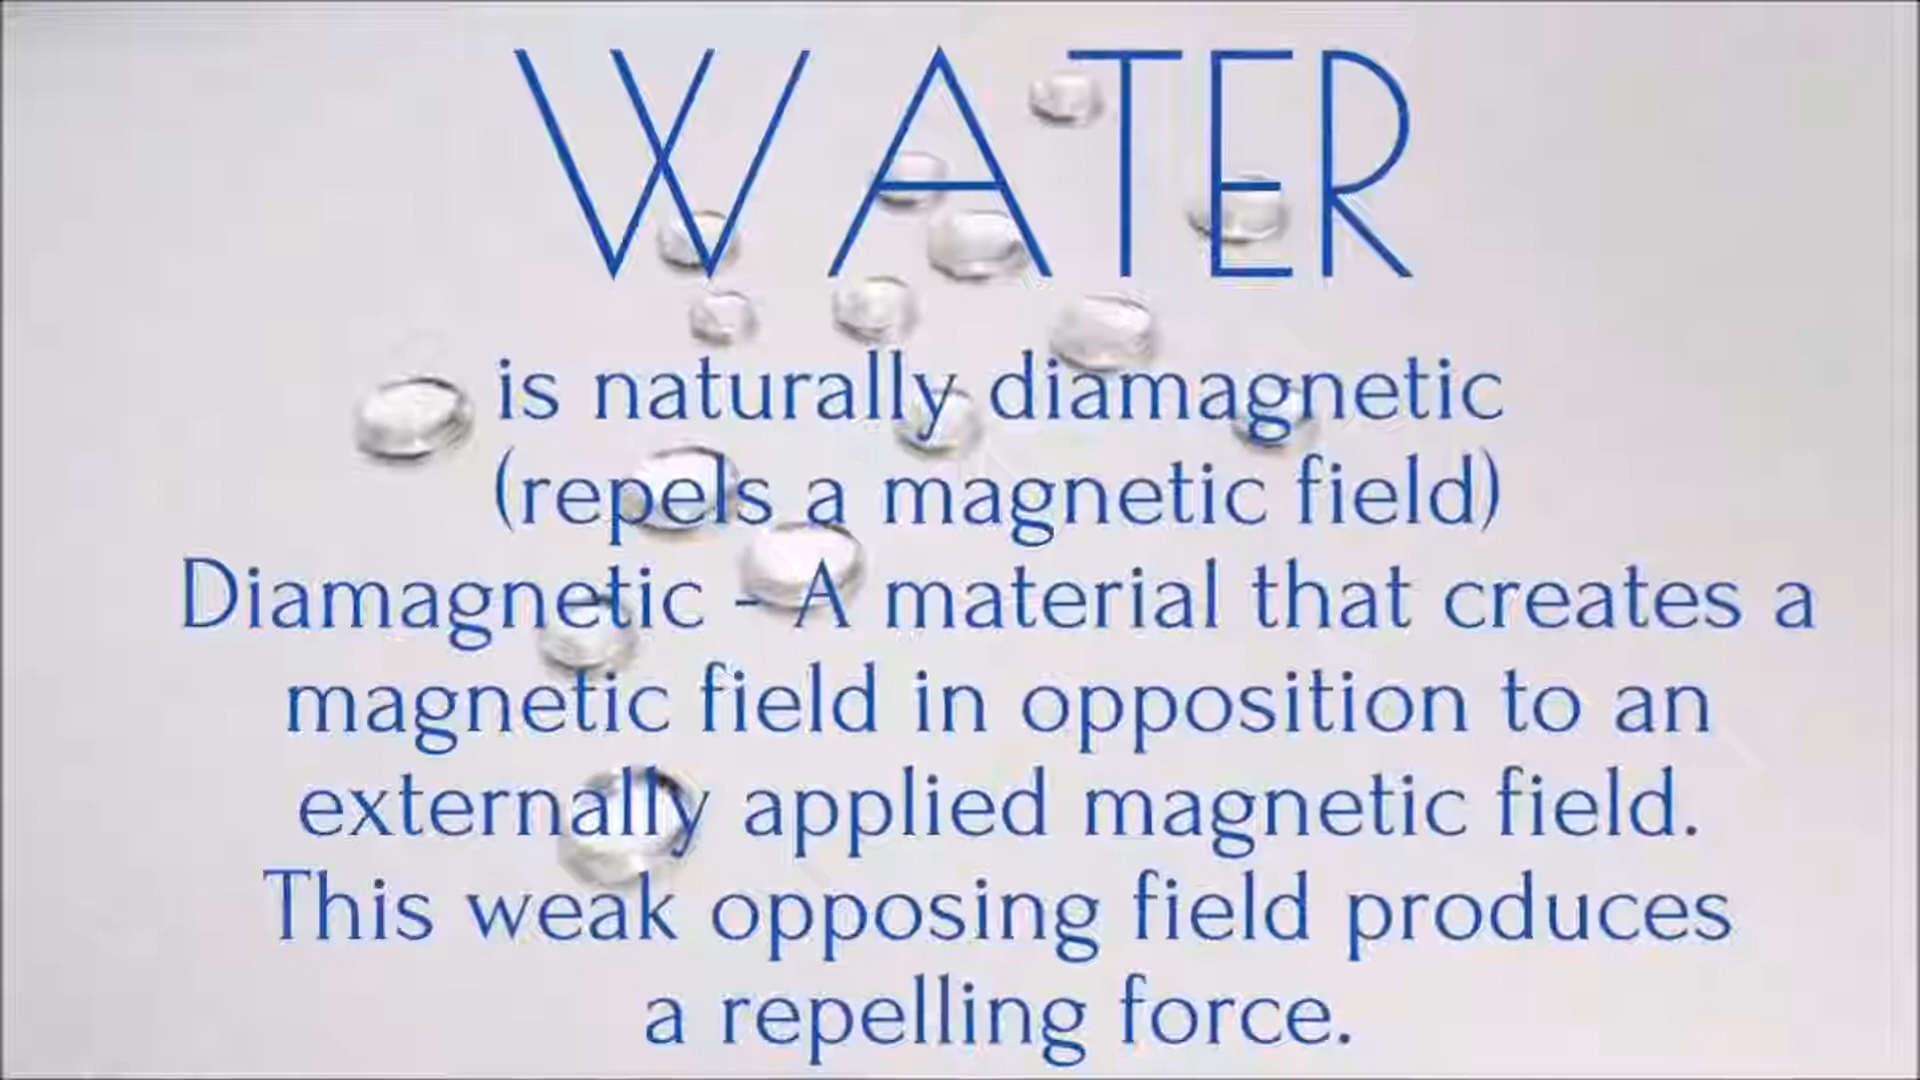 WATER
is naturally diamagnetic
(repels a magnetic field)
Diamagnetic - A material that creates a
magnetic field in opposition to an
externally applied magnetic field.
This weak opposing field produces
a repelling force.